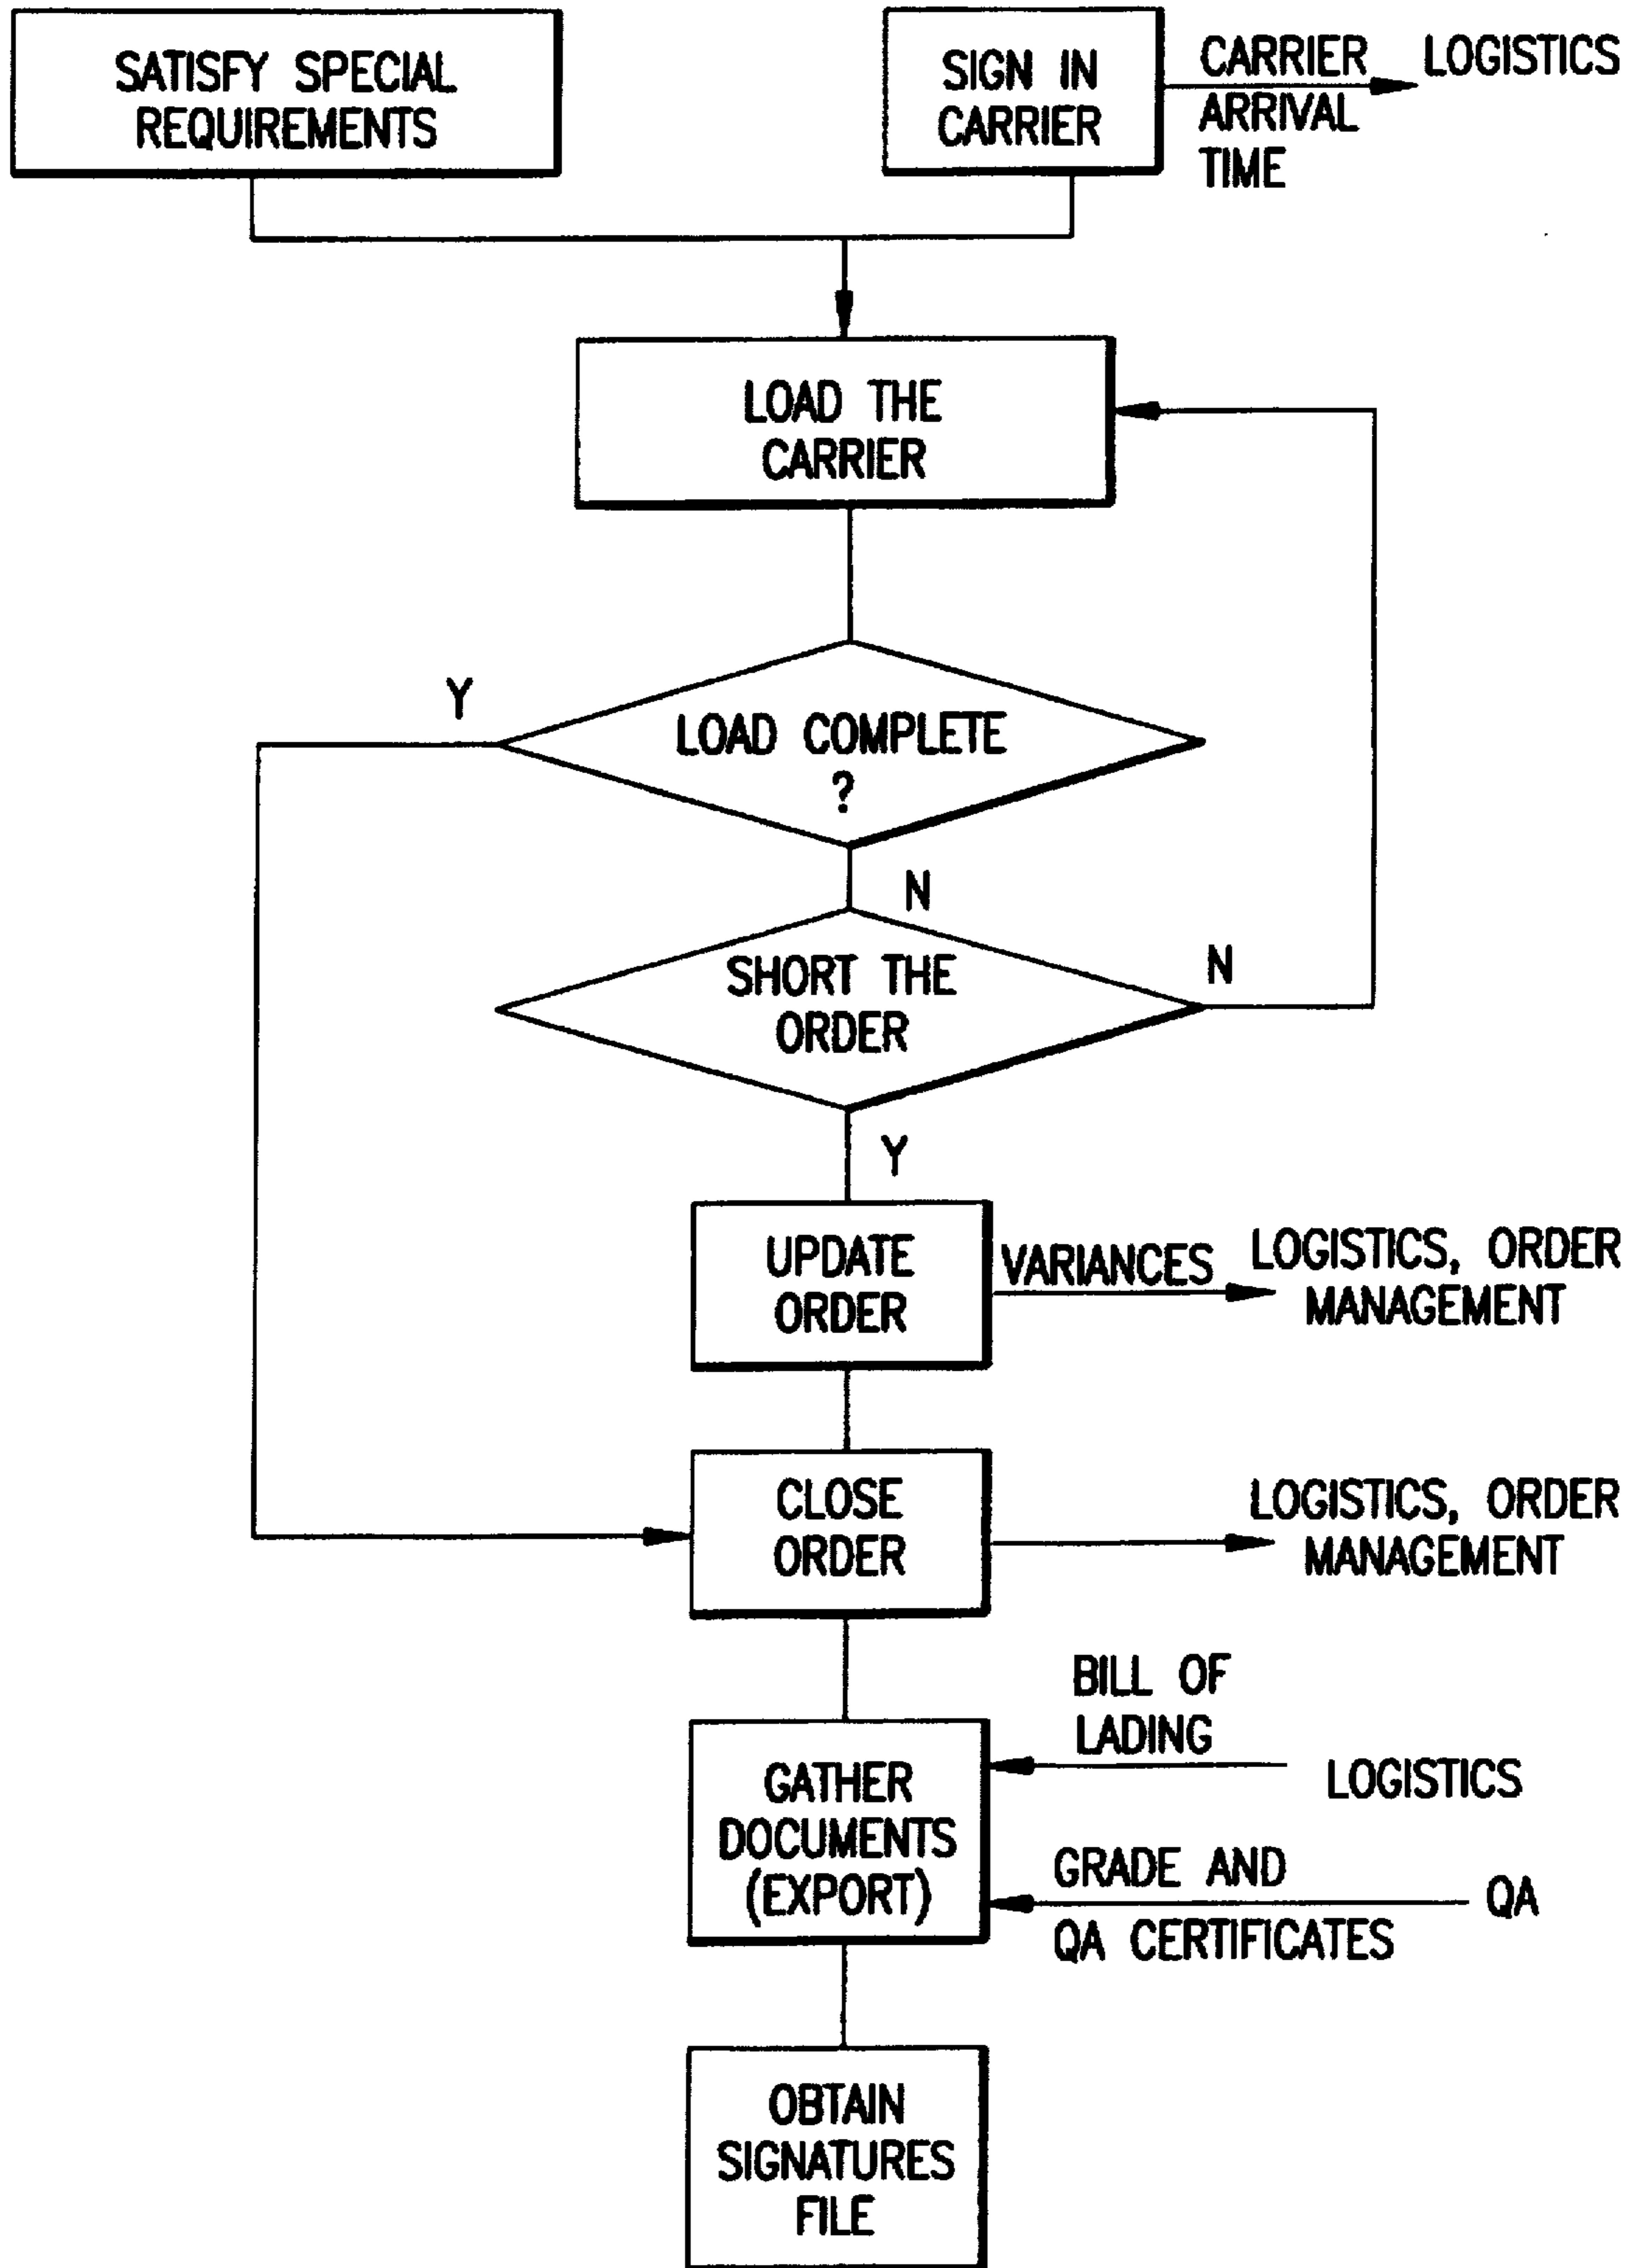 SATISFY SPECIAL
REQUIREMENTS
SIGN IN
CARRIER
CARRIER
ARRIVAL
TIME
LOGISTICS
LOAD THE
CARRIER
Y
LOAD COMPLETE
?
N
SHORT THE
ORDER
N
Y
UPDATE
ORDER
VARIANCES
LOGISTICS, ORDER
MANAGEMENT
CLOSE
ORDER
LOGISTICS, ORDER
MANAGEMENT
BILL OF
LADING
LOGISTICS
GATHER
DOCUMENTS
(EXPORT)
GRADE AND
QA CERTIFICATES
QA
OBTAIN
SIGNATURES
FILE